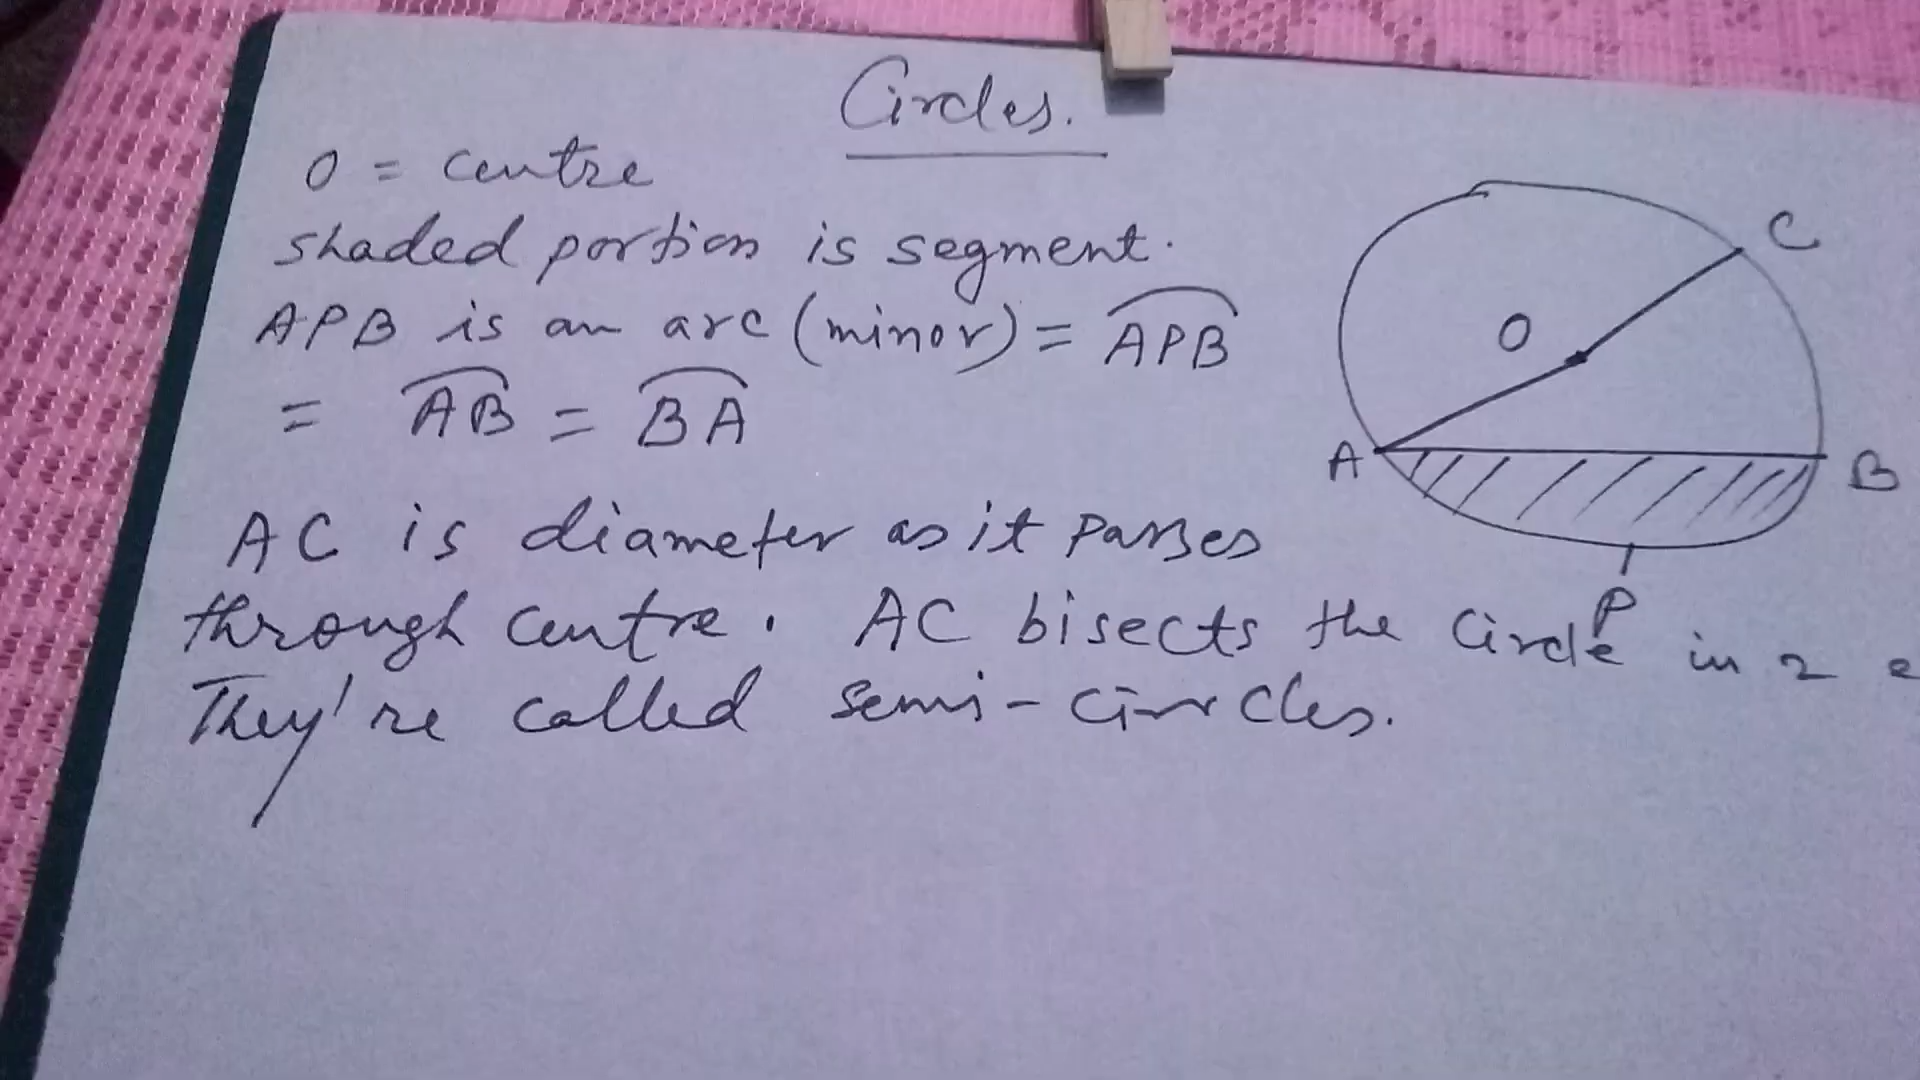 Circles.
O = centre
shaded portion is segment.
APB is an arc (minor) = APB
= AB = BA
AC is diameter as it passes
through centre. AC bisects the circle in 2 e
They're called semi-circles.
C
O
A
B
P